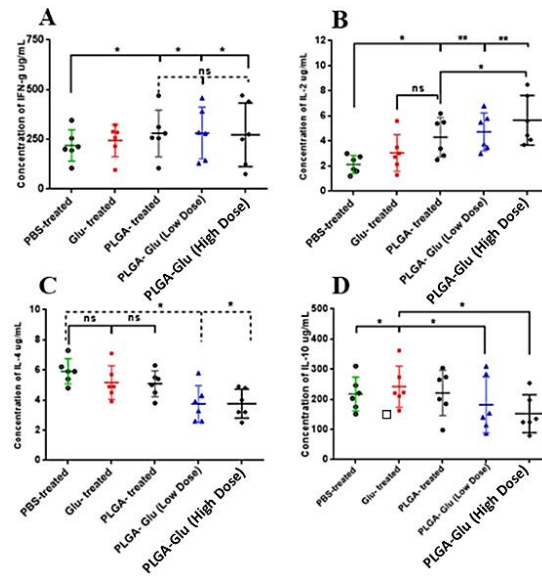 A
Concentration of IFN-g ug/mL
750
500
250
0
* * *
ns
PBS-treated
Glu- treated
PLGA- treated
PLGA- Glu (Low Dose)
PLGA-Glu (High Dose)
B
Concentration of IL-2 ug/mL
12
10
8
6
4
2
0
* ** **
*
ns
PBS-treated
Glu- treated
PLGA- treated
PLGA- Glu (Low Dose)
PLGA-Glu (High Dose)
C
Concentration of IL-4 ug/mL
10
8
6
4
2
0
* *
ns ns
PBS-treated
Glu- treated
PLGA- treated
PLGA- Glu (Low Dose)
PLGA-Glu (High Dose)
D
Concentration of IL-10 ug/mL
500
400
300
200
100
0
*
* *
PBS-treated
Glu- treated
PLGA-treated
PLGA- Glu (Low Dose)
PLGA-Glu (High Dose)